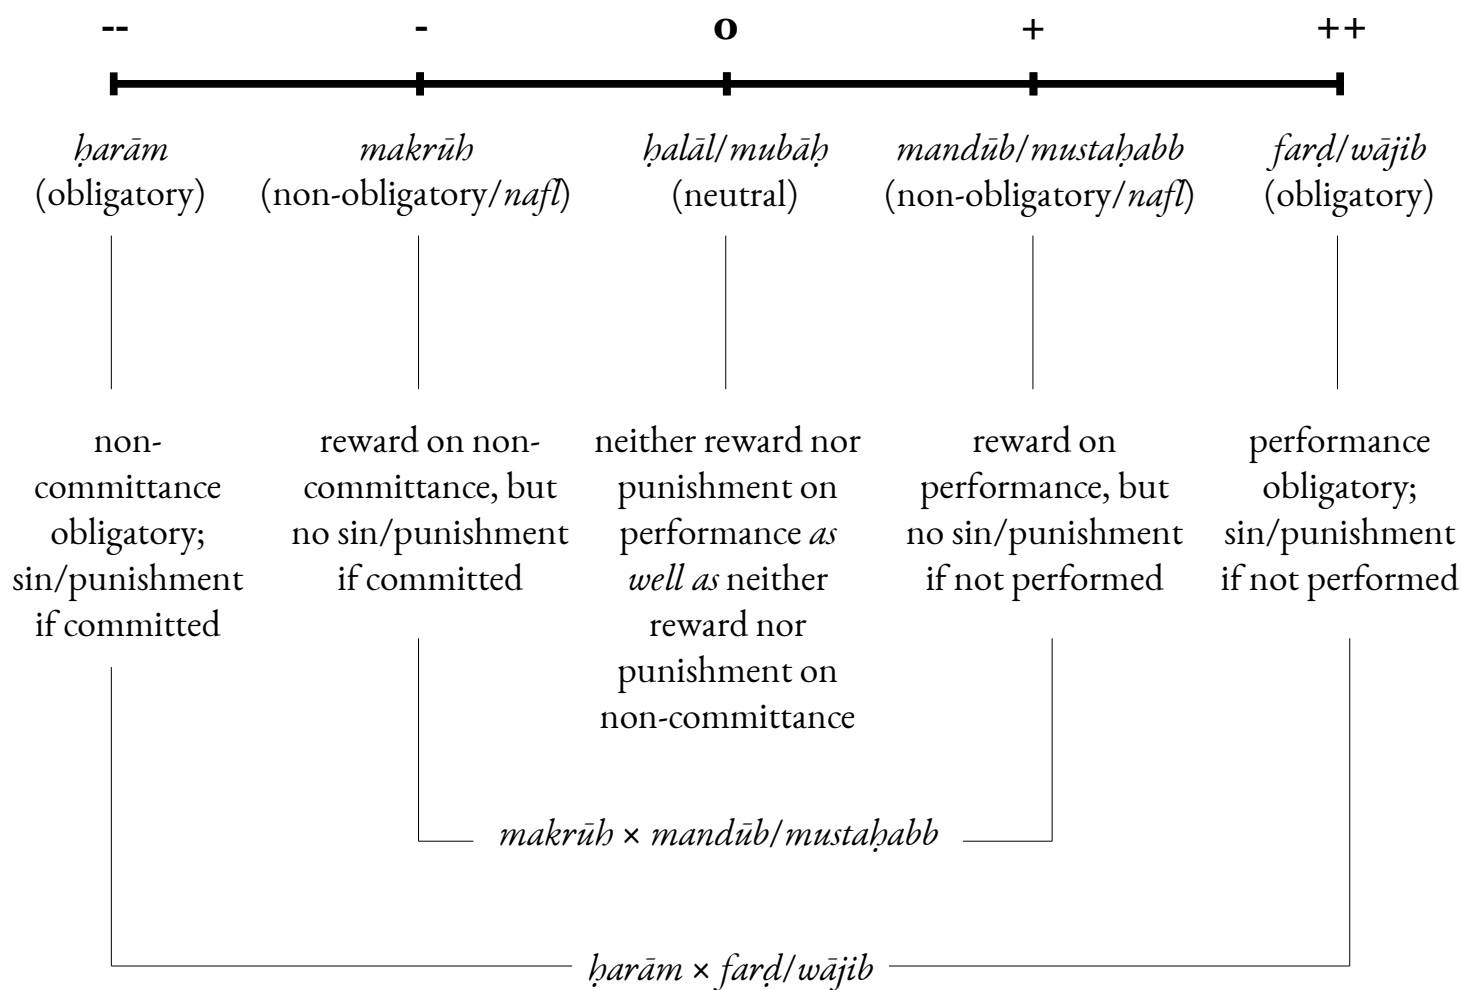 --
-
o
+
++
ḥarām
(obligatory)
makrūh
(non-obligatory/nafl)
ḥalāl/mubāḥ
(neutral)
mandūb/mustaḥabb
(non-obligatory/nafl)
farḍ/wājib
(obligatory)
non-
committance
obligatory;
sin/punishment
if committed
reward on non-
committance, but
no sin/punishment
if committed
neither reward nor
punishment on
performance as
well as neither
reward nor
punishment on
non-committance
reward on
performance, but
no sin/punishment
if not performed
performance
obligatory;
sin/punishment
if not performed
makrūh × mandūb/mustaḥabb
ḥarām × farḍ/wājib